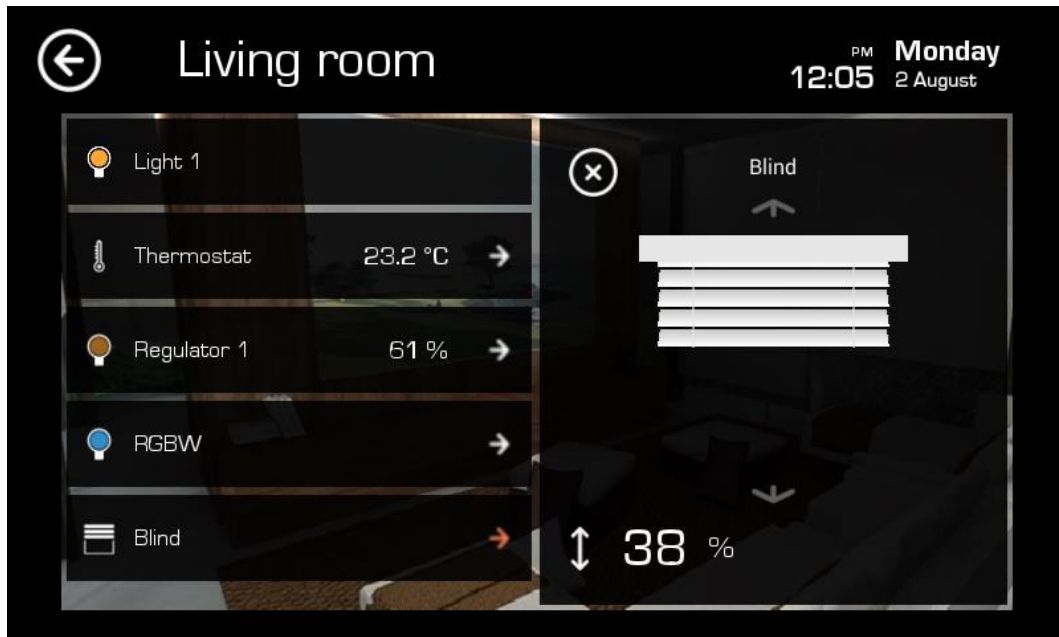 Living room
PM
12:05
Monday
2 August
Light 1
Thermostat 23.2 °C
Regulator 1 61 %
RGBW
Blind
Blind
38 %